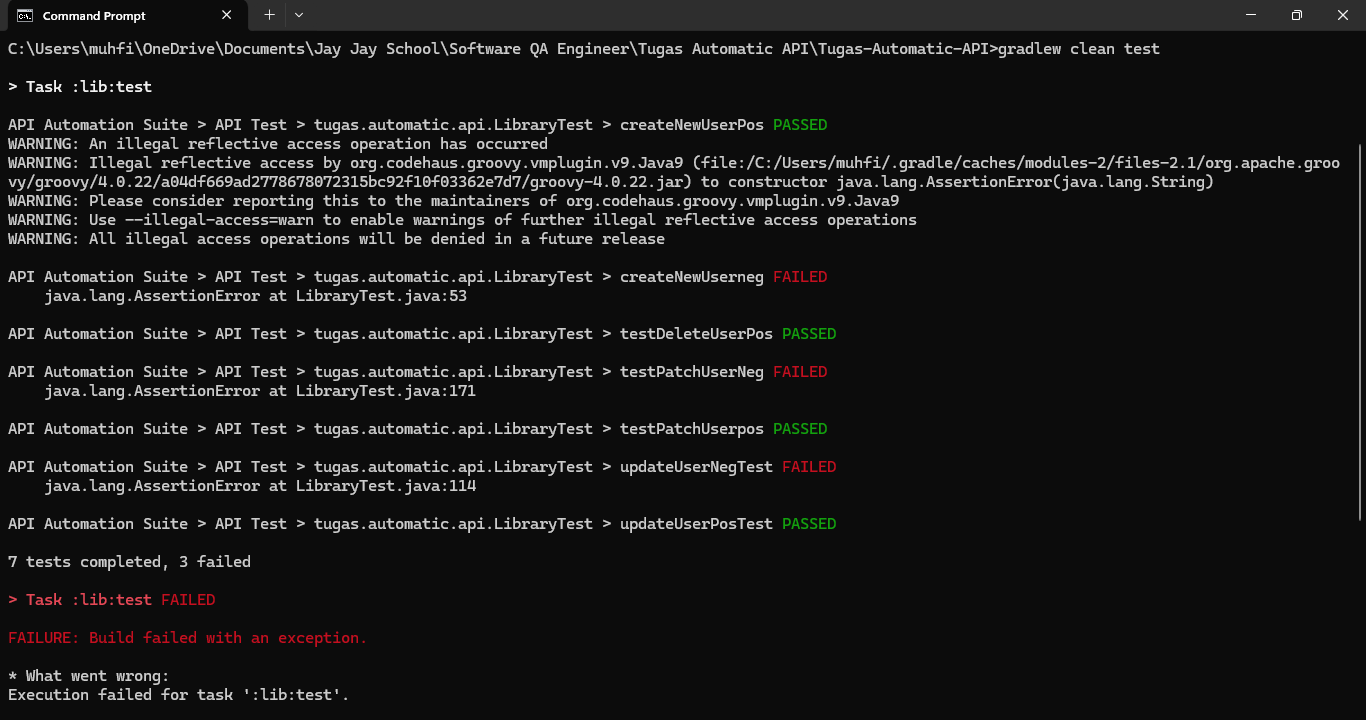 Command Prompt
C:\Users\muhfi\OneDrive\Documents\Jay Jay School\Software QA Engineer\Tugas Automatic API\Tugas-Automatic-API>gradlew clean test
> Task :lib:test
API Automation Suite > API Test > tugas.automatic.api.LibraryTest > createNewUserPos PASSED
WARNING: An illegal reflective access operation has occurred
WARNING: Illegal reflective access by org.codehaus.groovy.vmplugin.v9.Java9 (file:/C:/Users/muhfi/.gradle/caches/modules-2/files-2.1/org.apache.groo
vy/groovy/4.0.22/a04df669ad2778678072315bc92f10f03362e7d7/groovy-4.0.22.jar) to constructor java.lang.AssertionError(java.lang.String)
WARNING: Please consider reporting this to the maintainers of org.codehaus.groovy.vmplugin.v9.Java9
WARNING: Use --illegal-access=warn to enable warnings of further illegal reflective access operations
WARNING: All illegal access operations will be denied in a future release
API Automation Suite > API Test > tugas.automatic.api.LibraryTest > createNewUserneg FAILED
java.lang.AssertionError at LibraryTest.java:53
API Automation Suite > API Test > tugas.automatic.api.LibraryTest > testDeleteUserPos PASSED
API Automation Suite > API Test > tugas.automatic.api.LibraryTest > testPatchUserNeg FAILED
java.lang.AssertionError at LibraryTest.java:171
API Automation Suite > API Test > tugas.automatic.api.LibraryTest > testPatchUserpos PASSED
API Automation Suite > API Test > tugas.automatic.api.LibraryTest > updateUserNegTest FAILED
java.lang.AssertionError at LibraryTest.java:114
API Automation Suite > API Test > tugas.automatic.api.LibraryTest > updateUserPosTest PASSED
7 tests completed, 3 failed
> Task :lib:test FAILED
FAILURE: Build failed with an exception.
* What went wrong:
Execution failed for task ':lib:test'.